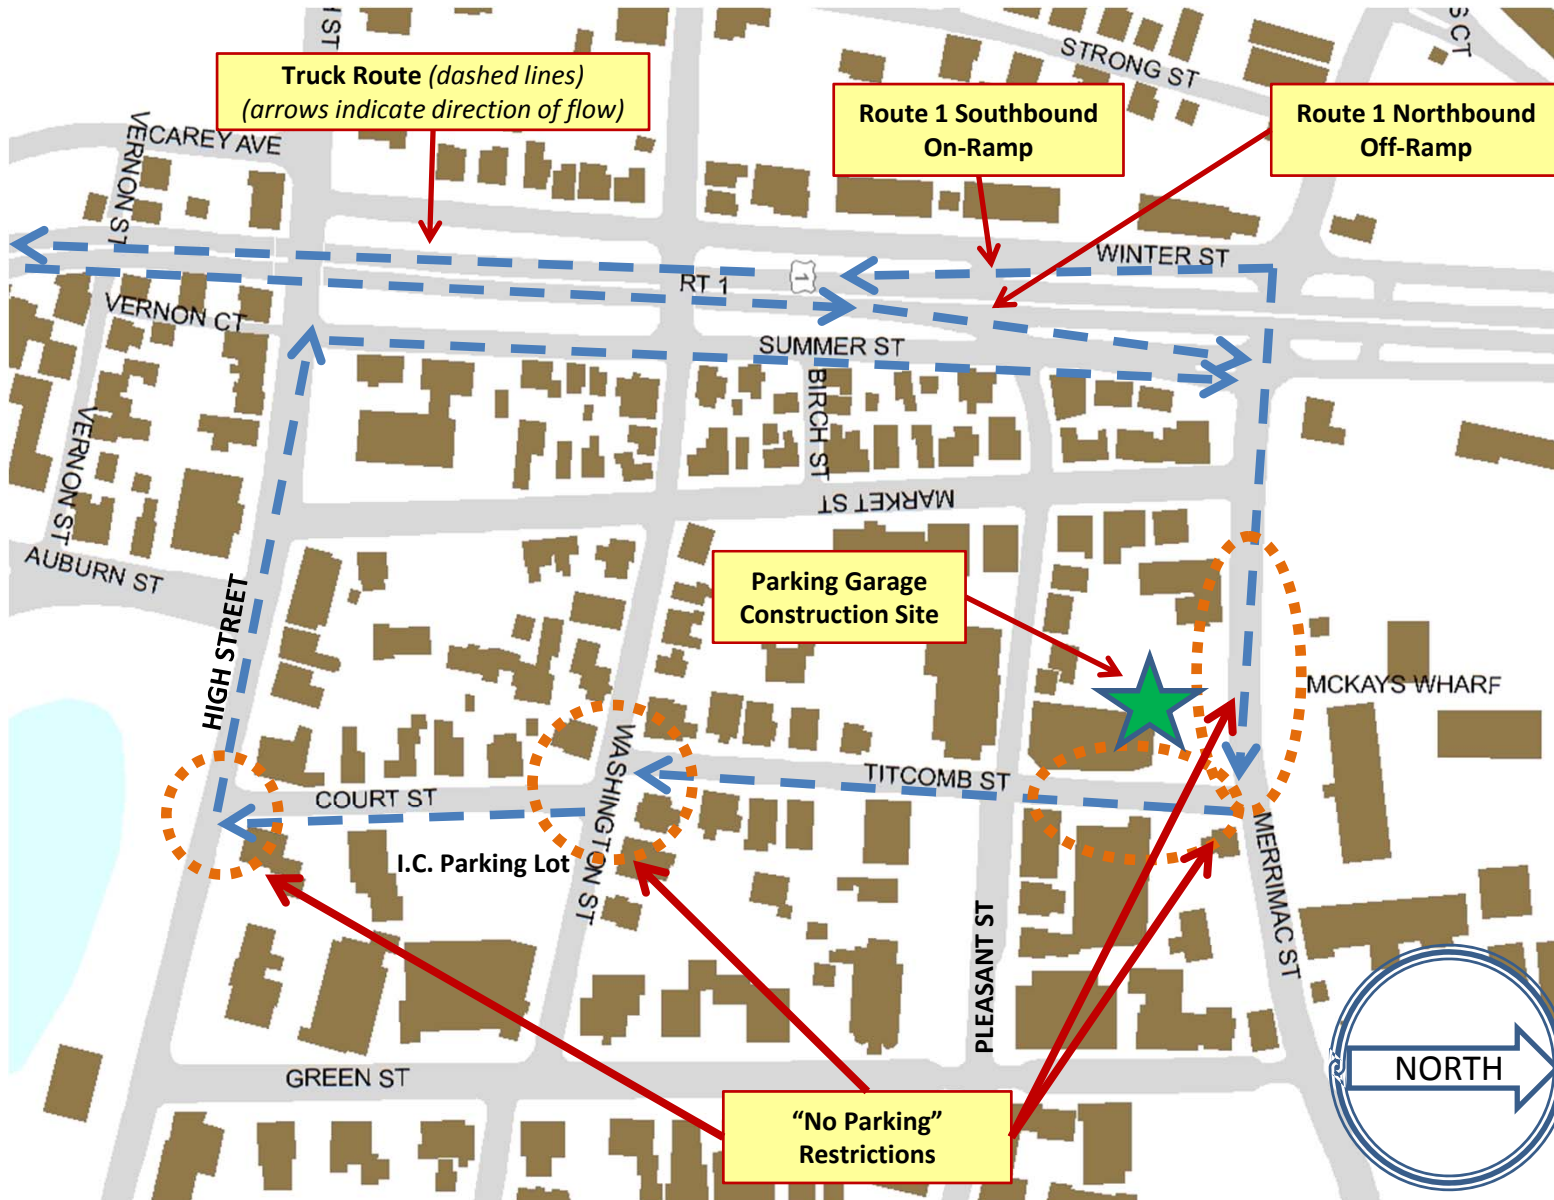 H ST
S CT
STRONG ST
Truck Route (dashed lines)
(arrows indicate direction of flow)
Route 1 Southbound
On-Ramp
Route 1 Northbound
Off-Ramp
VERNON ST
CAREY AVE
WINTER ST
RT 1
1
VERNON CT
SUMMER ST
BIRCH ST
VERNON ST
MARKET ST
AUBURN ST
HIGH STREET
Parking Garage
Construction Site
MCKAYS WHARF
WASHINGTON ST
TITCOMB ST
COURT ST
I.C. Parking Lot
MERRIMAC ST
PLEASANT ST
GREEN ST
NORTH
“No Parking”
Restrictions